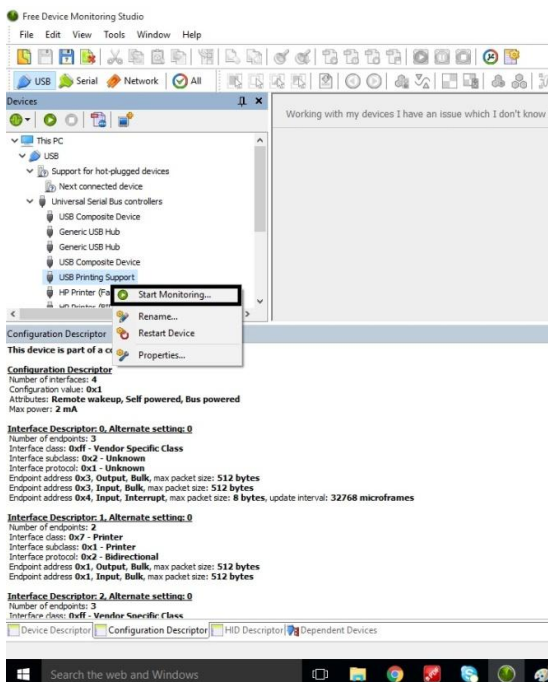 Free Device Monitoring Studio
File Edit View Tools Window Help
USB Serial Network All
Devices
Working with my devices I have an issue which I don't know
This PC
USB
Support for hot-plugged devices
Next connected device
Universal Serial Bus controllers
USB Composite Device
Generic USB Hub
Generic USB Hub
USB Composite Device
USB Printing Support
HP Printer (Fa
Start Monitoring...
Rename...
Restart Device
Properties...
Configuration Descriptor
This device is part of a co
Configuration Descriptor
Number of interfaces: 4
Configuration value: 0x1
Attributes: Remote wakeup, Self powered, Bus powered
Max power: 2 mA
Interface Descriptor: 0, Alternate setting: 0
Number of endpoints: 3
Interface class: 0xff - Vendor Specific Class
Interface subclass: 0x2 - Unknown
Interface protocol: 0x1 - Unknown
Endpoint address 0x3, Output, Bulk, max packet size: 512 bytes
Endpoint address 0x3, Input, Bulk, max packet size: 512 bytes
Endpoint address 0x4, Input, Interrupt, max packet size: 8 bytes, update interval: 32768 microframes
Interface Descriptor: 1, Alternate setting: 0
Number of endpoints: 2
Interface class: 0x7 - Printer
Interface subclass: 0x1 - Printer
Interface protocol: 0x2 - Bidirectional
Endpoint address 0x1, Output, Bulk, max packet size: 512 bytes
Endpoint address 0x1, Input, Bulk, max packet size: 512 bytes
Interface Descriptor: 2, Alternate setting: 0
Number of endpoints: 3
Interface class: 0xff - Vendor Specific Class
Device Descriptor Configuration Descriptor HID Descriptor Dependent Devices
Search the web and Windows